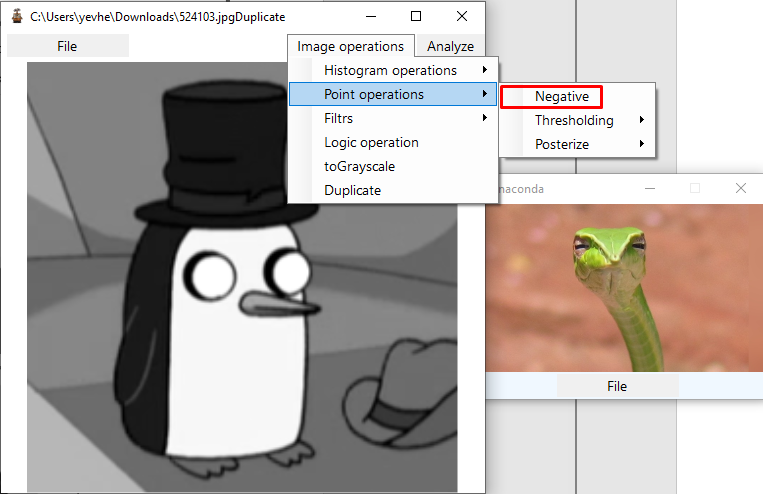 C:\Users\yevhe\Downloads\524103.jpgDuplicate
File
Image operations
Analyze
Histogram operations
Point operations
Filtrs
Logic operation
toGrayscale
Duplicate
Negative
Thresholding
Posterize
naconda
File